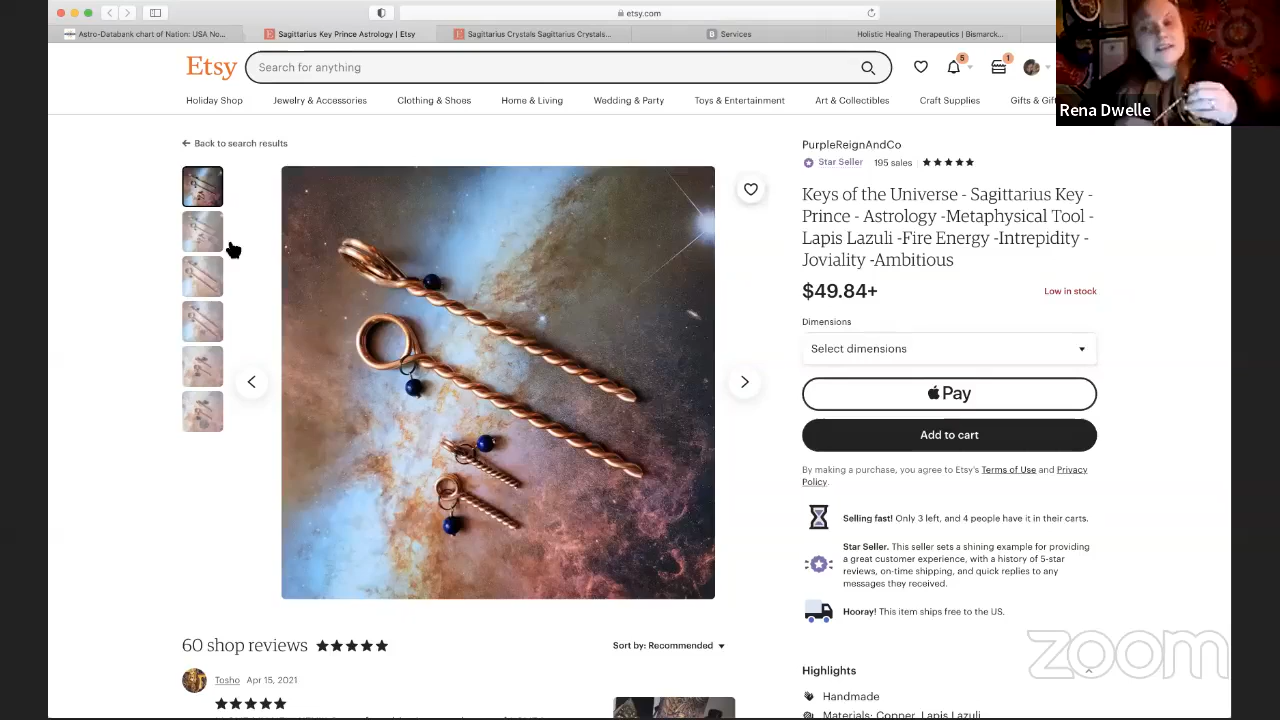 etsy.com
Astro-Databank chart of Nation: USA No...
Sagittarius Key Prince Astrology | Etsy
Sagittarius Crystals Sagittarius Crystals...
Services
Holistic Healing Therapeutics | Bismarck...
Rena Dwelle
Etsy
Search for anything
5
1
Holiday Shop
Jewelry & Accessories
Clothing & Shoes
Home & Living
Wedding & Party
Toys & Entertainment
Art & Collectibles
Craft Supplies
Gifts & Gif
Back to search results
PurpleReignAndCo
Star Seller 195 sales
Keys of the Universe - Sagittarius Key -
Prince - Astrology -Metaphysical Tool -
Lapis Lazuli -Fire Energy -Intrepidity -
Joviality -Ambitious
$49.84+
Low in stock
Dimensions
Select dimensions
Pay
Add to cart
By making a purchase, you agree to Etsy's Terms of Use and Privacy
Policy.
Selling fast! Only 3 left, and 4 people have it in their carts.
Star Seller. This seller sets a shining example for providing
a great customer experience, with a history of 5-star
reviews, on-time shipping, and quick replies to any
messages they received.
Hooray! This item ships free to the US.
60 shop reviews
Sort by: Recommended
Tosho Apr 15, 2021
Highlights
Handmade
Materials: Copper, Lapis Lazuli
zoom